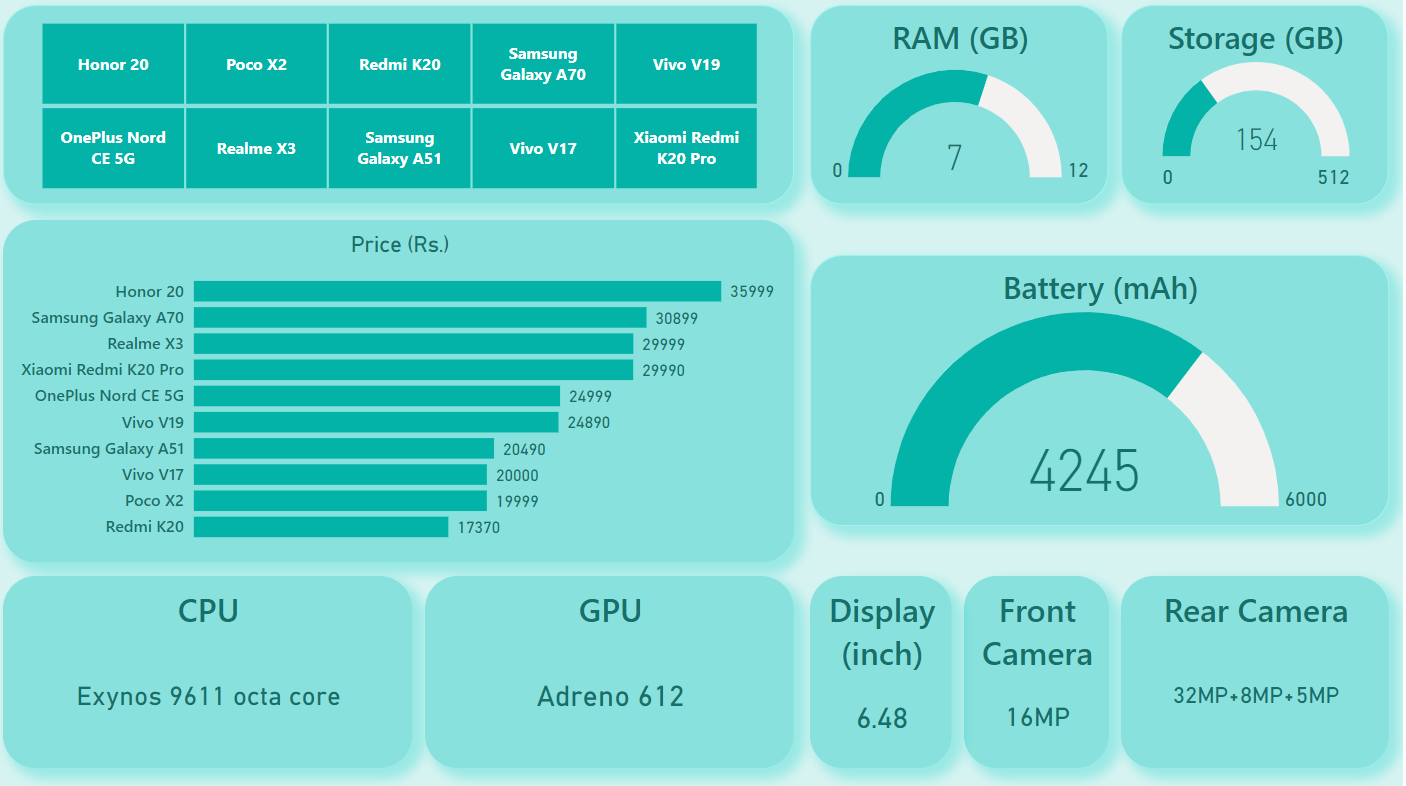 Honor 20
Poco X2
Redmi K20
Samsung
Galaxy A70
Vivo V19
OnePlus Nord
CE 5G
Realme X3
Samsung
Galaxy A51
Vivo V17
Xiaomi Redmi
K20 Pro
RAM (GB)
7
0
12
Storage (GB)
154
0
512
Price (Rs.)
Honor 20 35999
Samsung Galaxy A70 30899
Realme X3 29999
Xiaomi Redmi K20 Pro 29990
OnePlus Nord CE 5G 24999
Vivo V19 24890
Samsung Galaxy A51 20490
Vivo V17 20000
Poco X2 19999
Redmi K20 17370
Battery (mAh)
4245
0
6000
CPU
Exynos 9611 octa core
GPU
Adreno 612
Display
(inch)
6.48
Front
Camera
16MP
Rear Camera
32MP+8MP+5MP